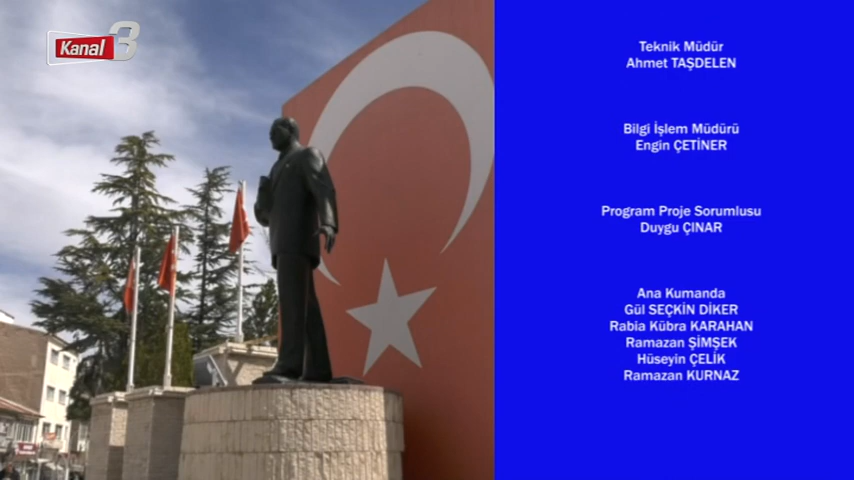 Kanal 3
Teknik Müdür
Ahmet TAŞDELEN
Bilgi İşlem Müdürü
Engin ÇETİNER
Program Proje Sorumlusu
Duygu ÇINAR
Ana Kumanda
Gül SEÇKİN DİKER
Rabia Kübra KARAHAN
Ramazan ŞİMŞEK
Hüseyin ÇELİK
Ramazan KURNAZ